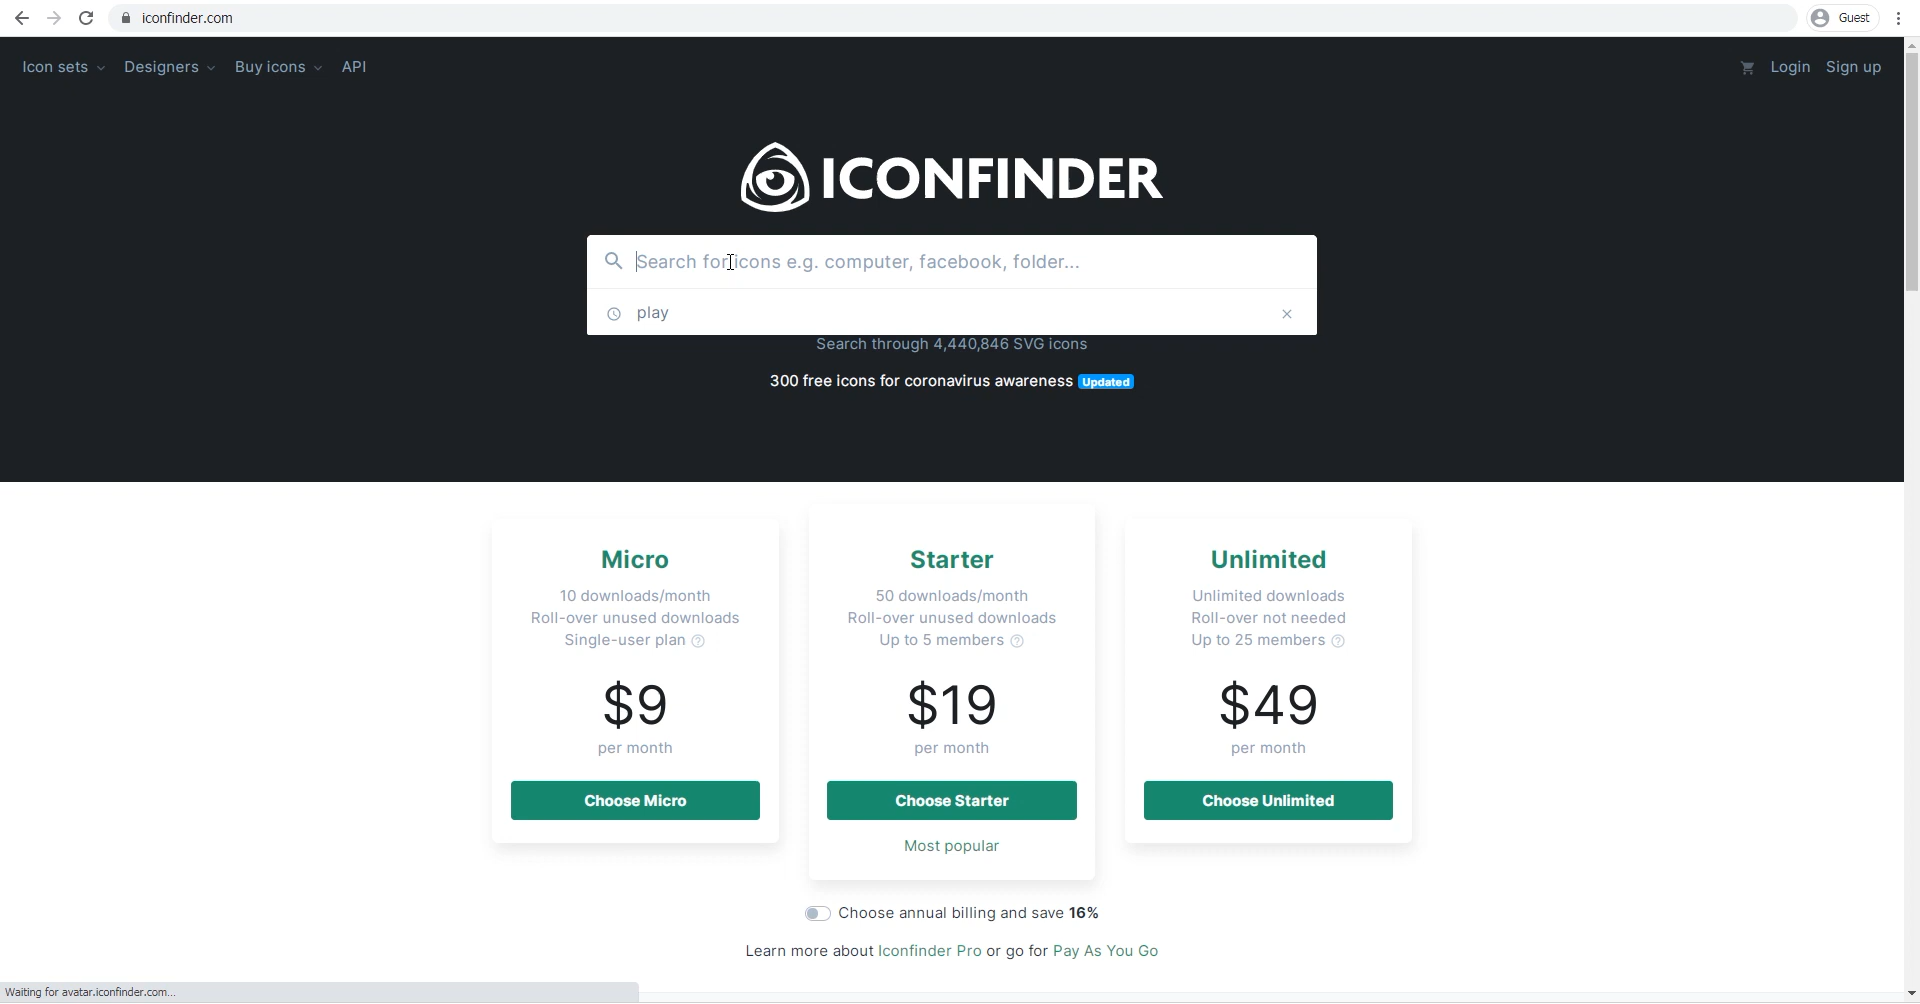 iconfinder.com
Guest
Icon sets Designers Buy icons API
Login Sign up
ICONFINDER
Search for icons e.g. computer, facebook, folder...
play
Search through 4,440,846 SVG icons
300 free icons for coronavirus awareness Updated
Micro
10 downloads/month
Roll-over unused downloads
Single-user plan
$9
per month
Choose Micro
Starter
50 downloads/month
Roll-over unused downloads
Up to 5 members
$19
per month
Choose Starter
Most popular
Unlimited
Unlimited downloads
Roll-over not needed
Up to 25 members
$49
per month
Choose Unlimited
Choose annual billing and save 16%
Learn more about Iconfinder Pro or go for Pay As You Go
Waiting for avatar.iconfinder.com...